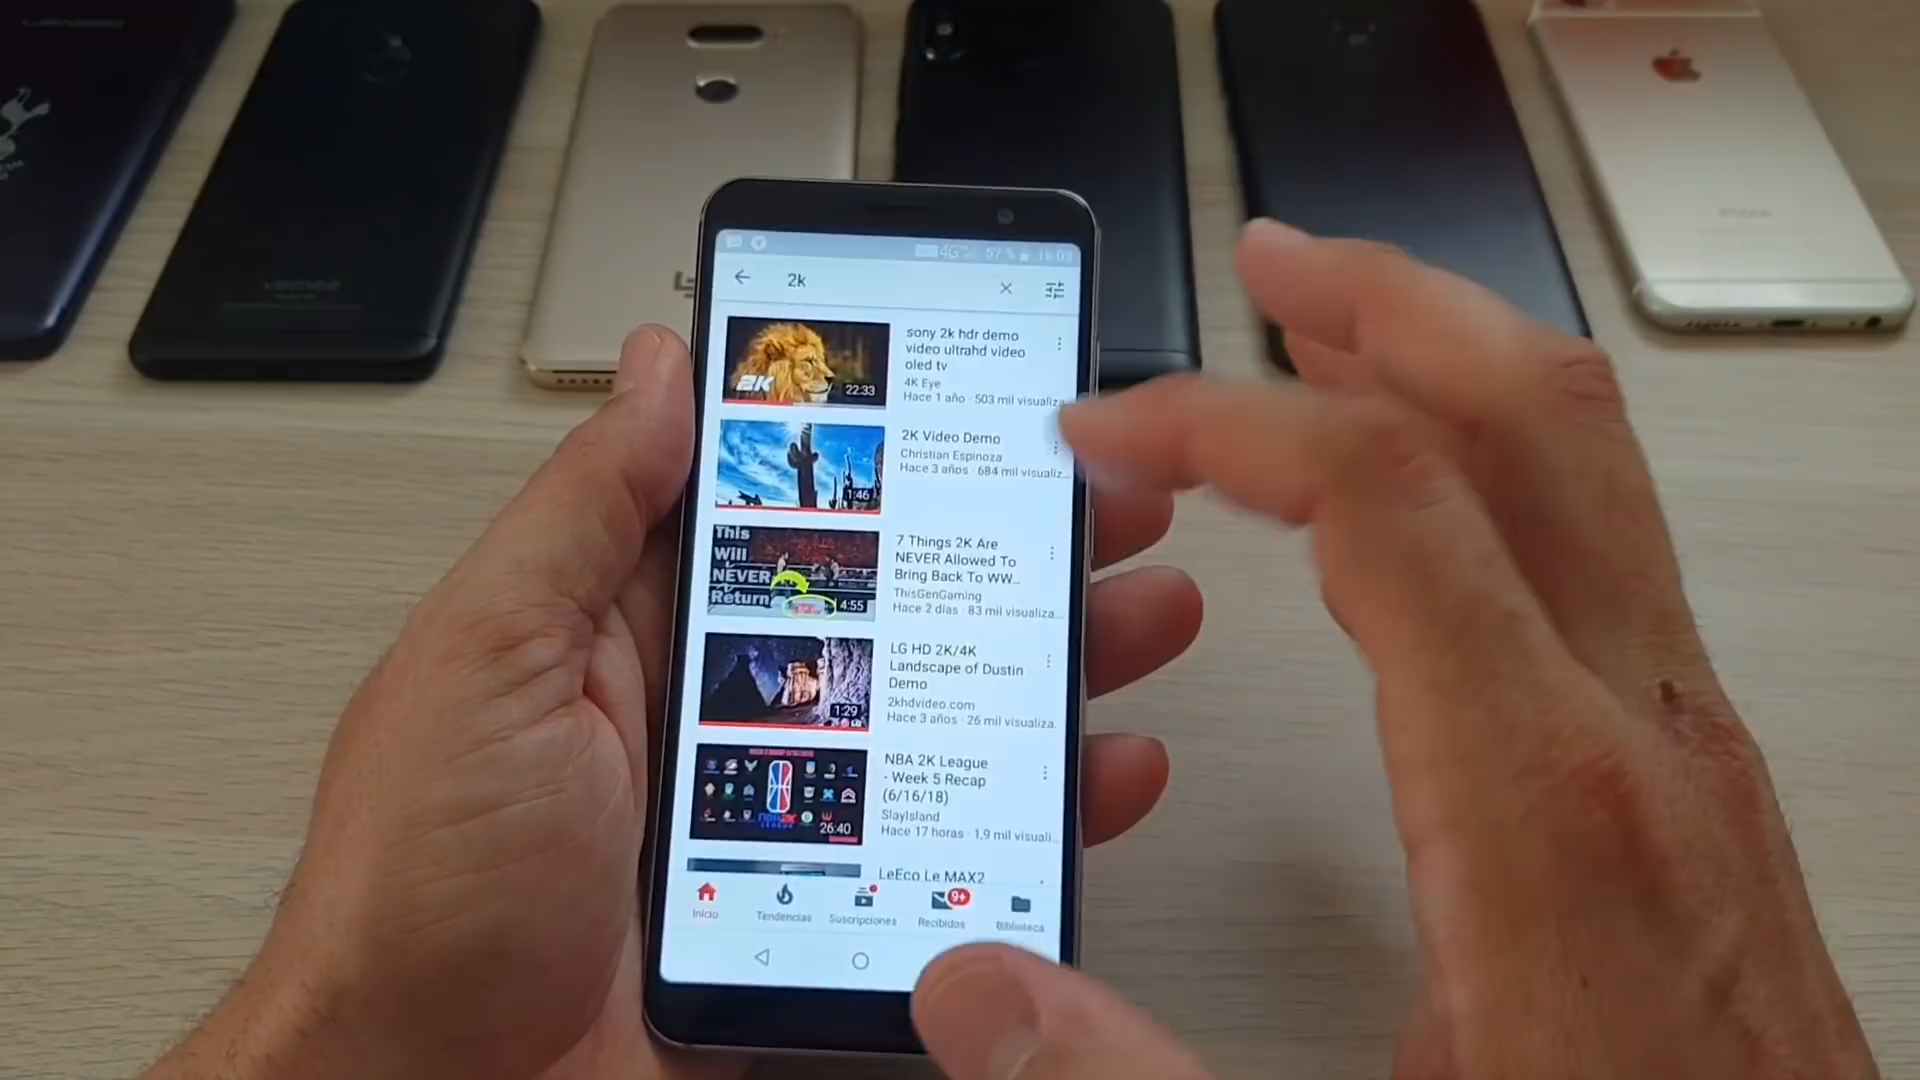 57 % 16:03
2k
sony 2k hdr demo
video ultrahd video
oled tv
4K Eye
Hace 1 año · 503 mil visualiza
2K
22:33
2K Video Demo
Christian Espinoza
Hace 3 años · 684 mil visualiz...
1:46
7 Things 2K Are
NEVER Allowed To
Bring Back To WW...
ThisGenGaming
Hace 2 días · 83 mil visualiza...
This
Will
NEVER
Return
4:55
LG HD 2K/4K
Landscape of Dustin
Demo
2khdvideo.com
Hace 3 años · 26 mil visualiza.
1:29
NBA 2K League
- Week 5 Recap
(6/16/18)
SlayIsland
Hace 17 horas · 1,9 mil visuali...
26:40
LeEco Le MAX2
9+
Inicio
Tendencias
Suscripciones
Recibidos
Biblioteca